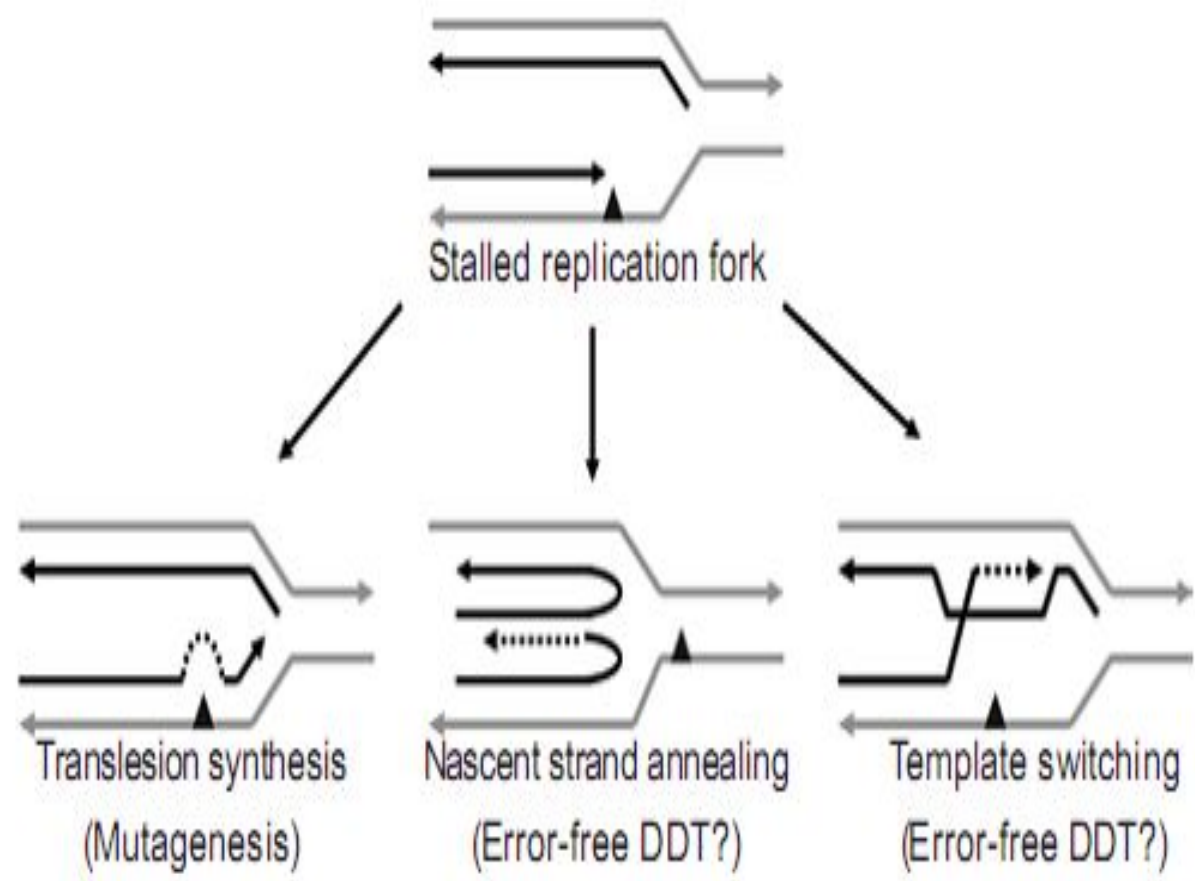 Stalled replication fork
Translesion synthesis
(Mutagenesis)
Nascent strand annealing
(Error-free DDT?)
Template switching
(Error-free DDT?)